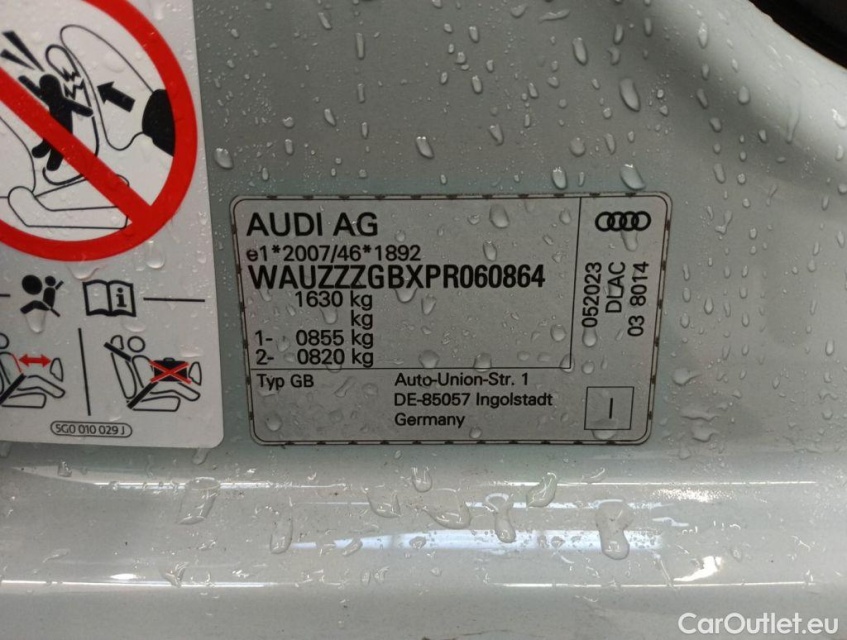 AUDI AG
e1*2007/46*1892
WAUZZZGBXPR060864
1630 kg
kg
1- 0855 kg
2- 0820 kg
Typ GB
Auto-Union-Str. 1
DE-85057 Ingolstadt
Germany
052023
DLAC
03 8014
I
i
5G0 010 029 J
CarOutlet.eu